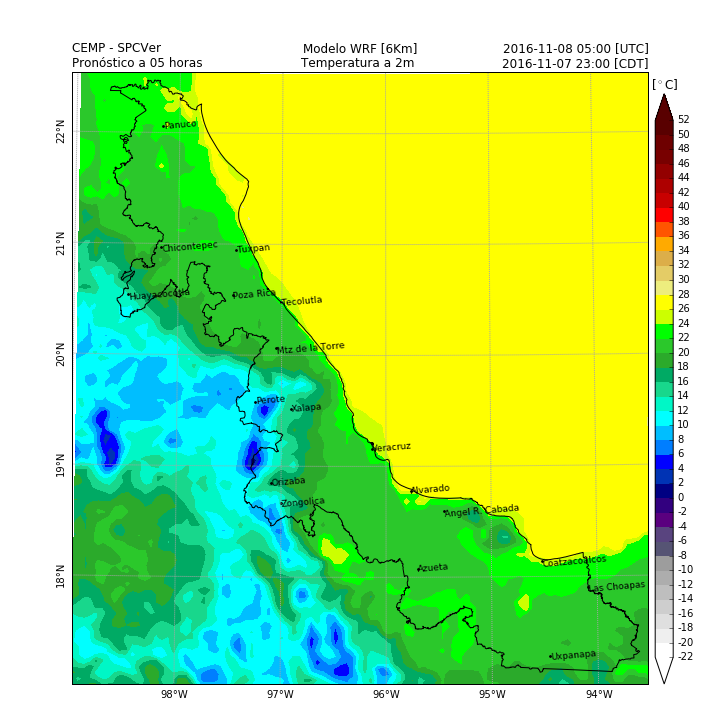 CEMP - SPCVer Modelo WRF [6Km] 2016-11-08 05:00 [UTC]
Pronóstico a 05 horas Temperatura a 2m 2016-11-07 23:00 [CDT]
[°C]
52
50
48
46
44
42
40
38
36
34
32
30
28
26
24
22
20
18
16
14
12
10
8
6
4
2
0
-2
-4
-6
-8
-10
-12
-14
-16
-20
-22
22°N
21°N
20°N
19°N
18°N
Panuco
Chicontepec
Tuxpan
Huayacocotla
Poza Rica
Tecolutla
Mtz de la Torre
Perote
Xalapa
Veracruz
Orizaba
Alvarado
Zongolica
Angel R. Cabada
Azueta
Coatzacoalcos
Las Choapas
Uxpanapa
98°W 97°W 96°W 95°W 94°W